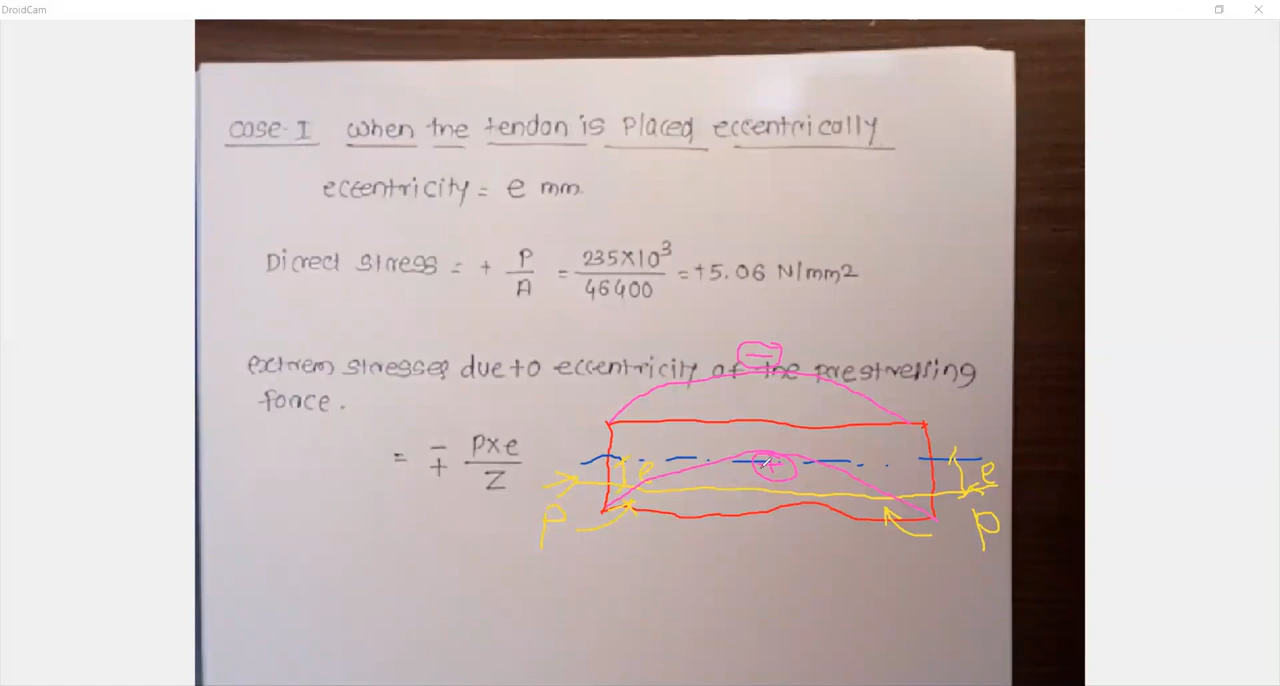 DroidCam
case-I when the tendon is placed eccentrically
eccentricity = e mm.
Direct stress = + P/A = 235×10³/46400 = +5.06 N/mm2
extrem stresses due to eccentricity of the prestressing
force.
= ∓ P×e/Z
−
+
e
e
P
P